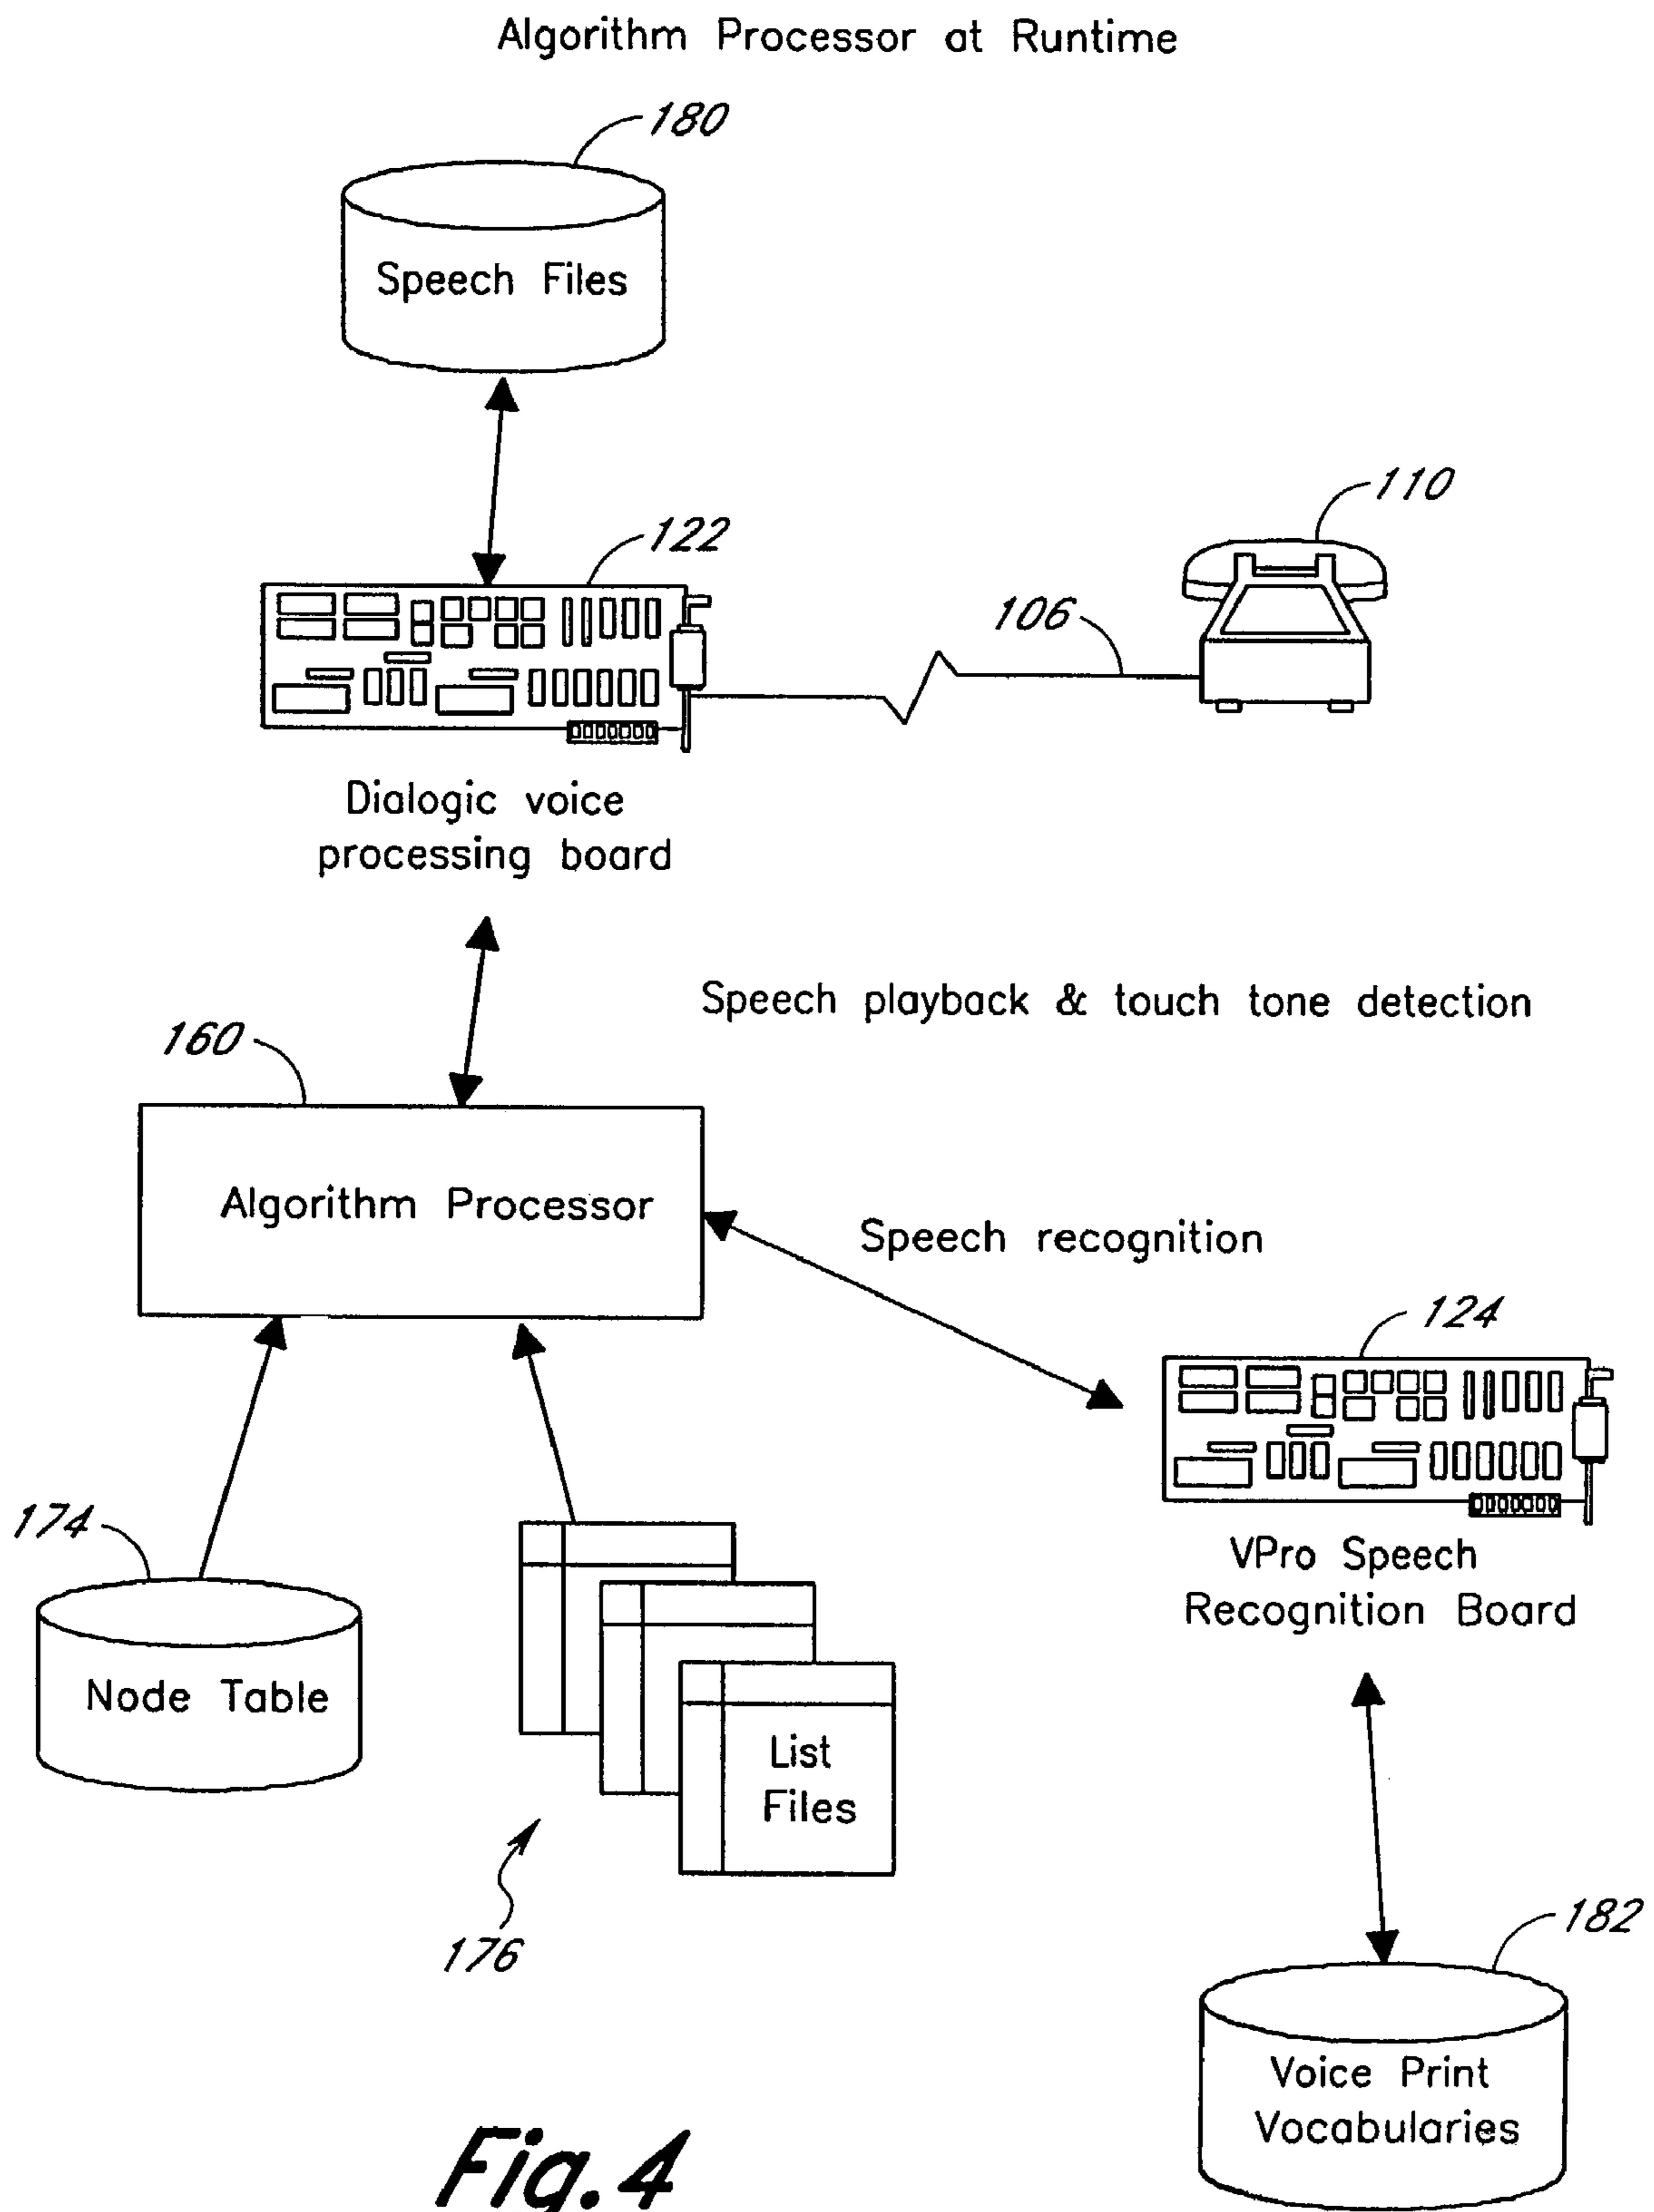 Algorithm Processor at Runtime
180
Speech Files
122
110
106
Dialogic voice
processing board
Speech playback & touch tone detection
160
Algorithm Processor
Speech recognition
124
VPro Speech
Recognition Board
174
Node Table
List
Files
176
182
Voice Print
Vocabularies
Fig. 4